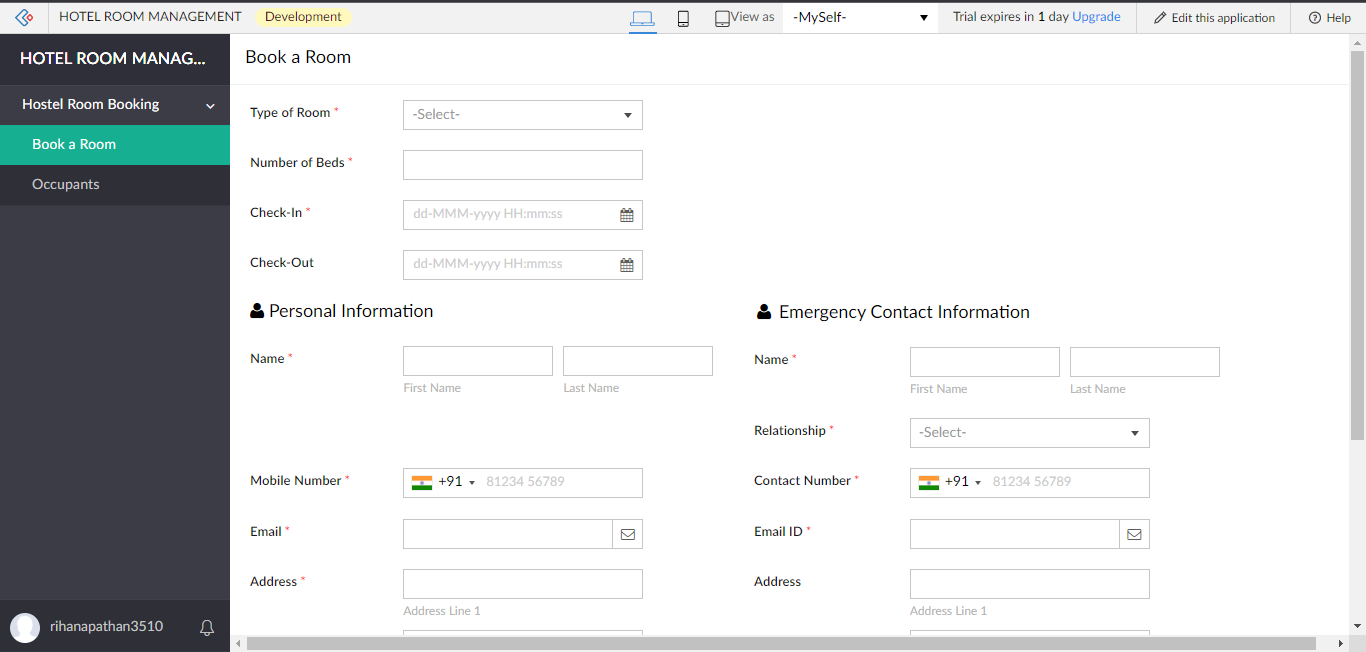 HOTEL ROOM MANAGEMENT Development View as -MySelf- Trial expires in 1 day Upgrade Edit this application Help
HOTEL ROOM MANAG...
Hostel Room Booking
Book a Room
Occupants
rihanapathan3510
Book a Room
Type of Room * -Select-
Number of Beds *
Check-In * dd-MMM-yyyy HH:mm:ss
Check-Out dd-MMM-yyyy HH:mm:ss
Personal Information
Name *
First Name Last Name
Mobile Number * +91 81234 56789
Email *
Address *
Address Line 1
Emergency Contact Information
Name *
First Name Last Name
Relationship * -Select-
Contact Number * +91 81234 56789
Email ID *
Address
Address Line 1